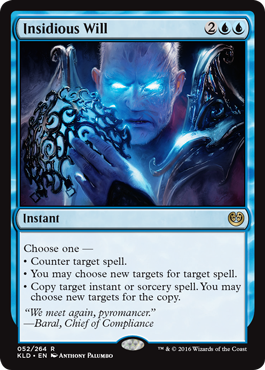 Insidious Will 2
Instant
Choose one —
• Counter target spell.
• You may choose new targets for target spell.
• Copy target instant or sorcery spell. You may
choose new targets for the copy.
“We meet again, pyromancer.”
—Baral, Chief of Compliance
052/264 R
KLD • EN Anthony Palumbo
™ & © 2016 Wizards of the Coast